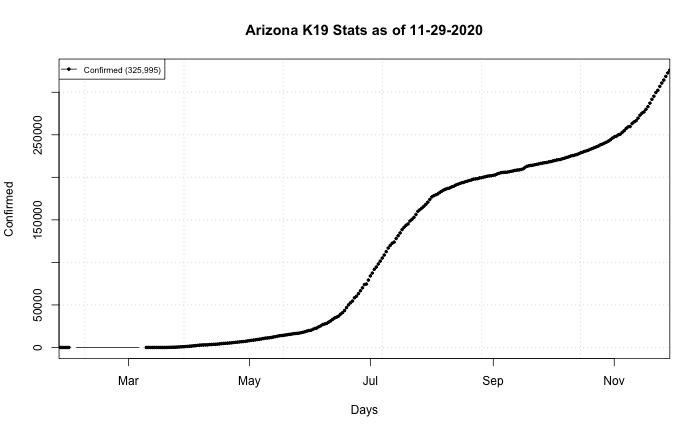 Arizona K19 Stats as of 11-29-2020
Confirmed (325,995)
Confirmed
250000
150000
50000
0
Mar May Jul Sep Nov
Days